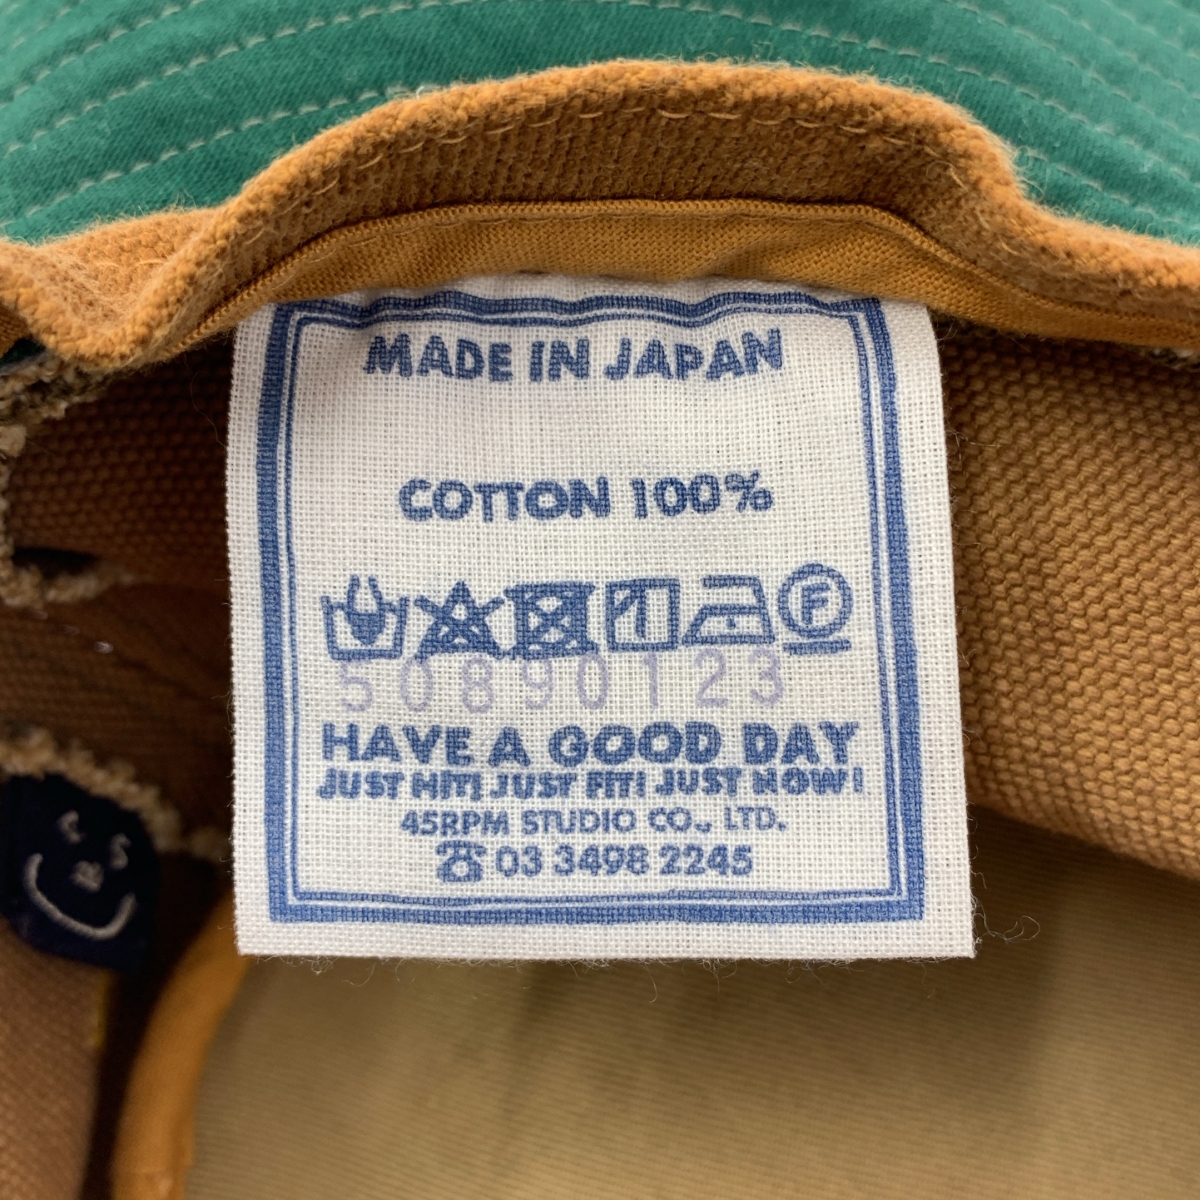 MADE IN JAPAN
COTTON 100%
F
50890123
HAVE A GOOD DAY
JUST HIT! JUST FIT! JUST NOW!
45RPM STUDIO CO., LTD.
☎ 03 3498 2245